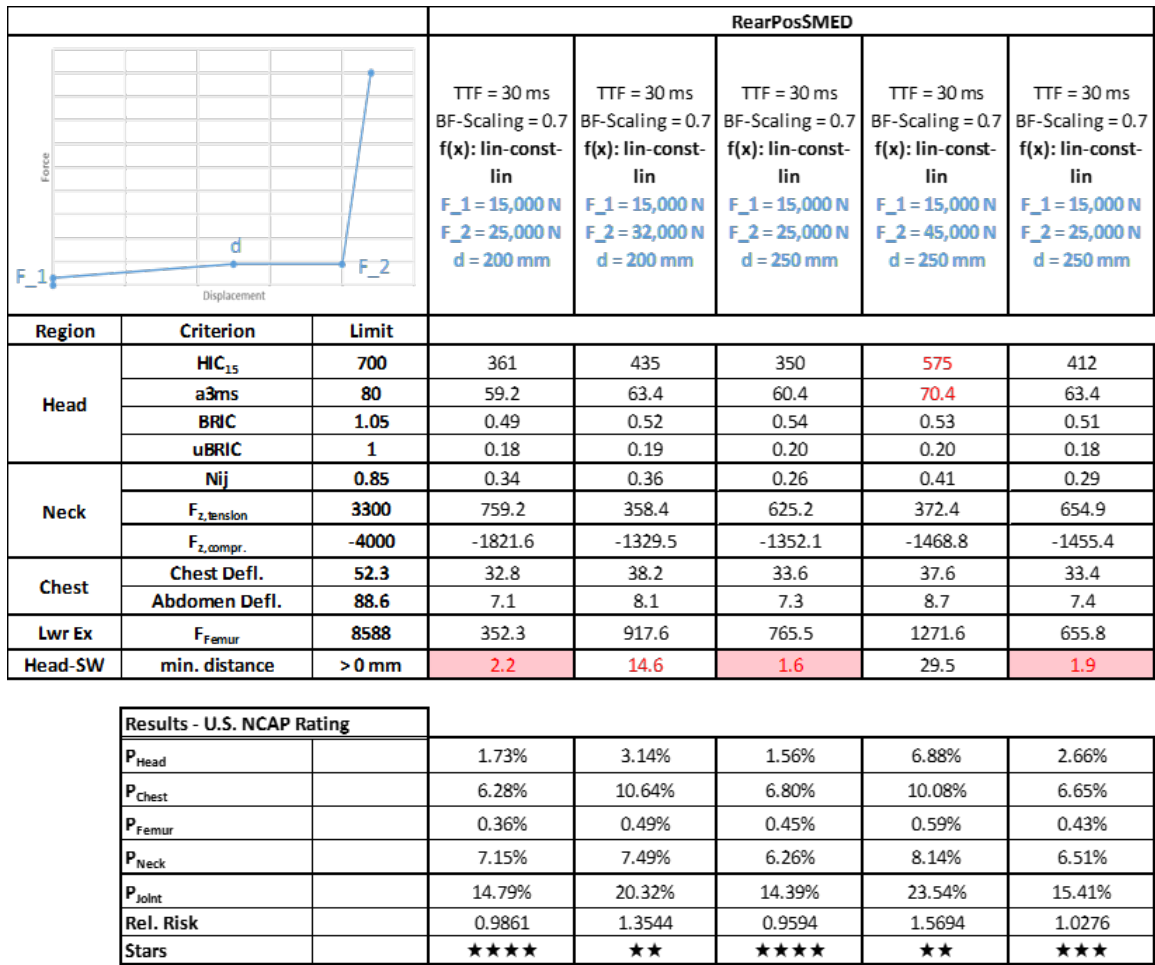 RearPosSMED
Force
Displacement
F_1
d
F_2
TTF = 30 ms
BF-Scaling = 0.7
f(x): lin-const-
lin
F_1 = 15,000 N
F_2 = 25,000 N
d = 200 mm
TTF = 30 ms
BF-Scaling = 0.7
f(x): lin-const-
lin
F_1 = 15,000 N
F_2 = 32,000 N
d = 200 mm
TTF = 30 ms
BF-Scaling = 0.7
f(x): lin-const-
lin
F_1 = 15,000 N
F_2 = 25,000 N
d = 250 mm
TTF = 30 ms
BF-Scaling = 0.7
f(x): lin-const-
lin
F_1 = 15,000 N
F_2 = 45,000 N
d = 250 mm
TTF = 30 ms
BF-Scaling = 0.7
f(x): lin-const-
lin
F_1 = 15,000 N
F_2 = 25,000 N
d = 250 mm
Region Criterion Limit
Head
HIC15 700 361 435 350 575 412
a3ms 80 59.2 63.4 60.4 70.4 63.4
BRIC 1.05 0.49 0.52 0.54 0.53 0.51
uBRIC 1 0.18 0.19 0.20 0.20 0.18
Neck
Nij 0.85 0.34 0.36 0.26 0.41 0.29
Fz,tension 3300 759.2 358.4 625.2 372.4 654.9
Fz,compr. -4000 -1821.6 -1329.5 -1352.1 -1468.8 -1455.4
Chest
Chest Defl. 52.3 32.8 38.2 33.6 37.6 33.4
Abdomen Defl. 88.6 7.1 8.1 7.3 8.7 7.4
Lwr Ex FFemur 8588 352.3 917.6 765.5 1271.6 655.8
Head-SW min. distance > 0 mm 2.2 14.6 1.6 29.5 1.9
Results - U.S. NCAP Rating
PHead 1.73% 3.14% 1.56% 6.88% 2.66%
PChest 6.28% 10.64% 6.80% 10.08% 6.65%
PFemur 0.36% 0.49% 0.45% 0.59% 0.43%
PNeck 7.15% 7.49% 6.26% 8.14% 6.51%
PJoint 14.79% 20.32% 14.39% 23.54% 15.41%
Rel. Risk 0.9861 1.3544 0.9594 1.5694 1.0276
Stars ★★★★ ★★ ★★★★ ★★ ★★★